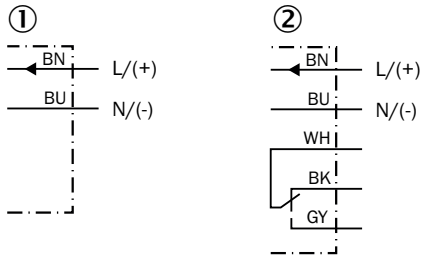 ① ②
BN L/(+)
BU N/(-)
BN L/(+)
BU N/(-)
WH
BK
GY